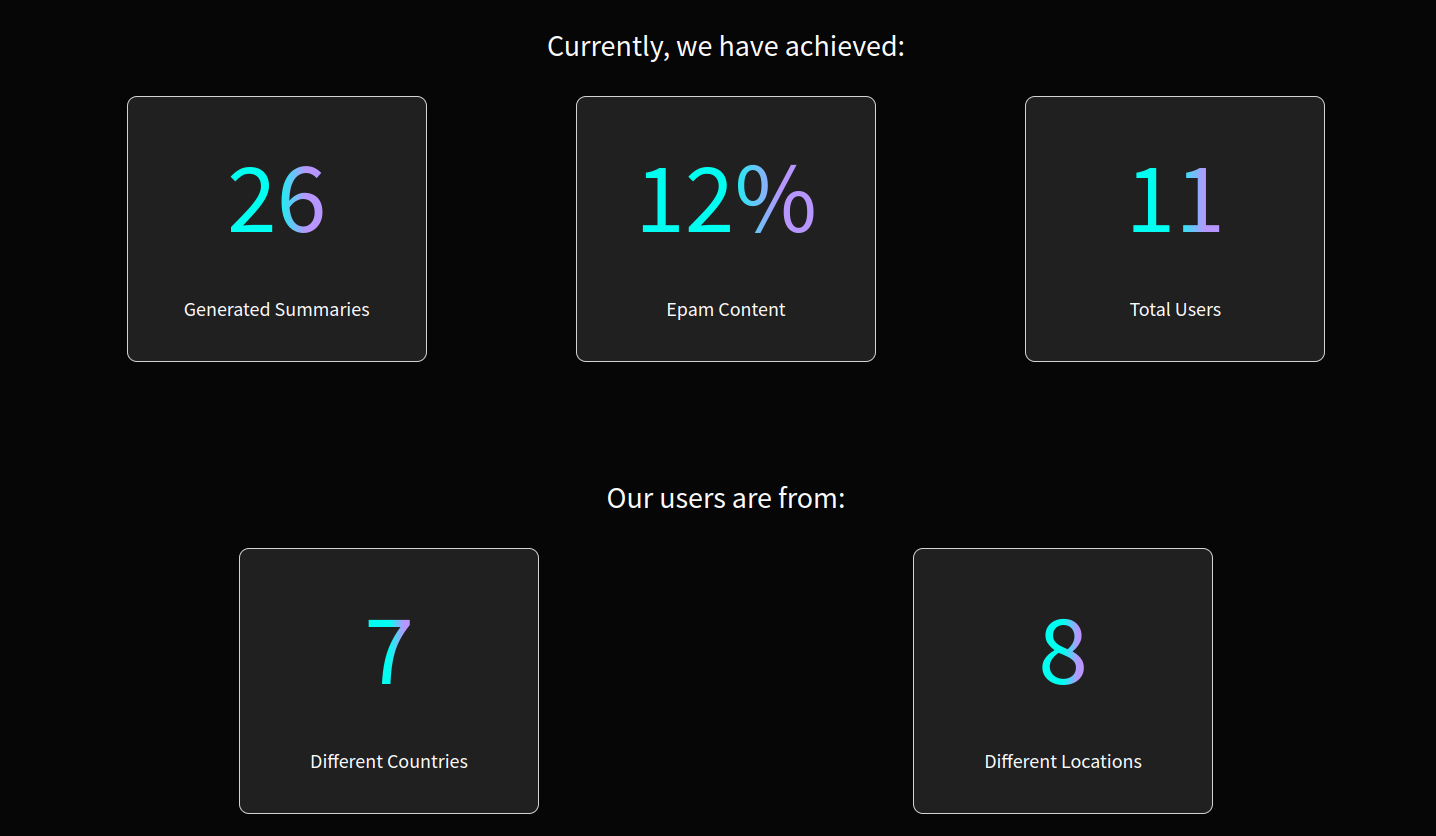 Currently, we have achieved:
26
12%
11
Generated Summaries
Epam Content
Total Users
Our users are from:
7
8
Different Countries
Different Locations